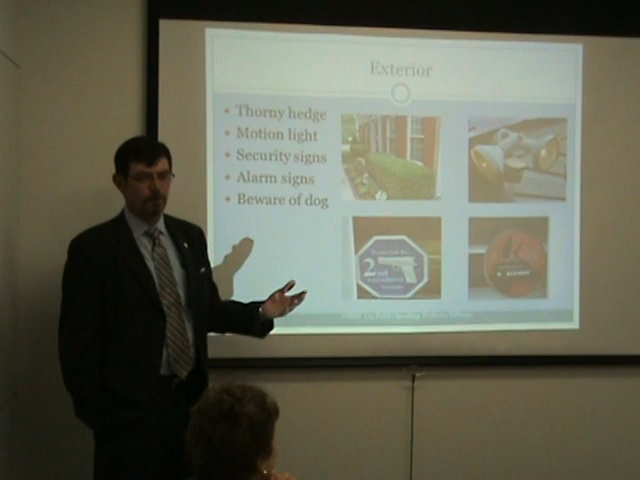 Exterior
Thorny hedge
Motion light
Security signs
Alarm signs
Beware of dog
2nd